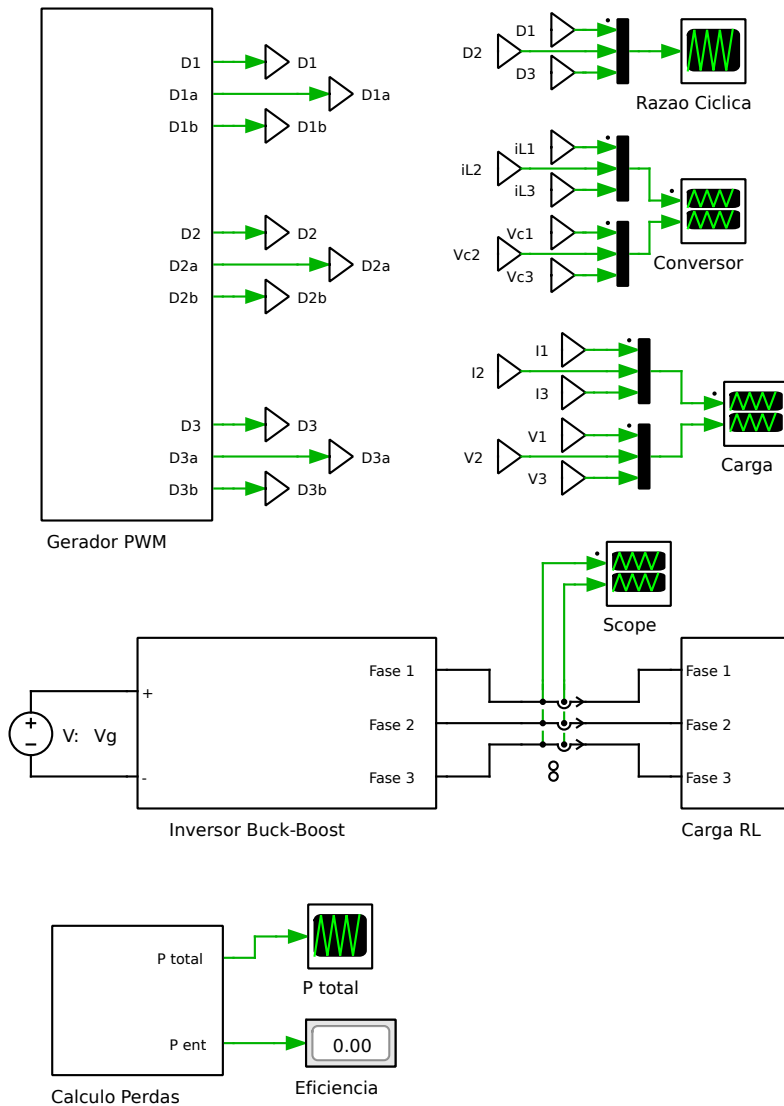 D1
D1
D1a
D1a
D1b
D1b
D2
D2
D2a
D2a
D2b
D2b
D3
D3
D3a
D3a
D3b
D3b
Gerador PWM
D1
D2
D3
Razao Ciclica
iL1
iL2
iL3
Vc1
Vc2
Vc3
Conversor
I1
I2
I3
V1
V2
V3
Carga
Scope
V: Vg
+
-
Fase 1
Fase 2
Fase 3
Inversor Buck-Boost
Fase 1
Fase 2
Fase 3
Carga RL
P total
P ent
Calculo Perdas
P total
0.00
Eficiencia